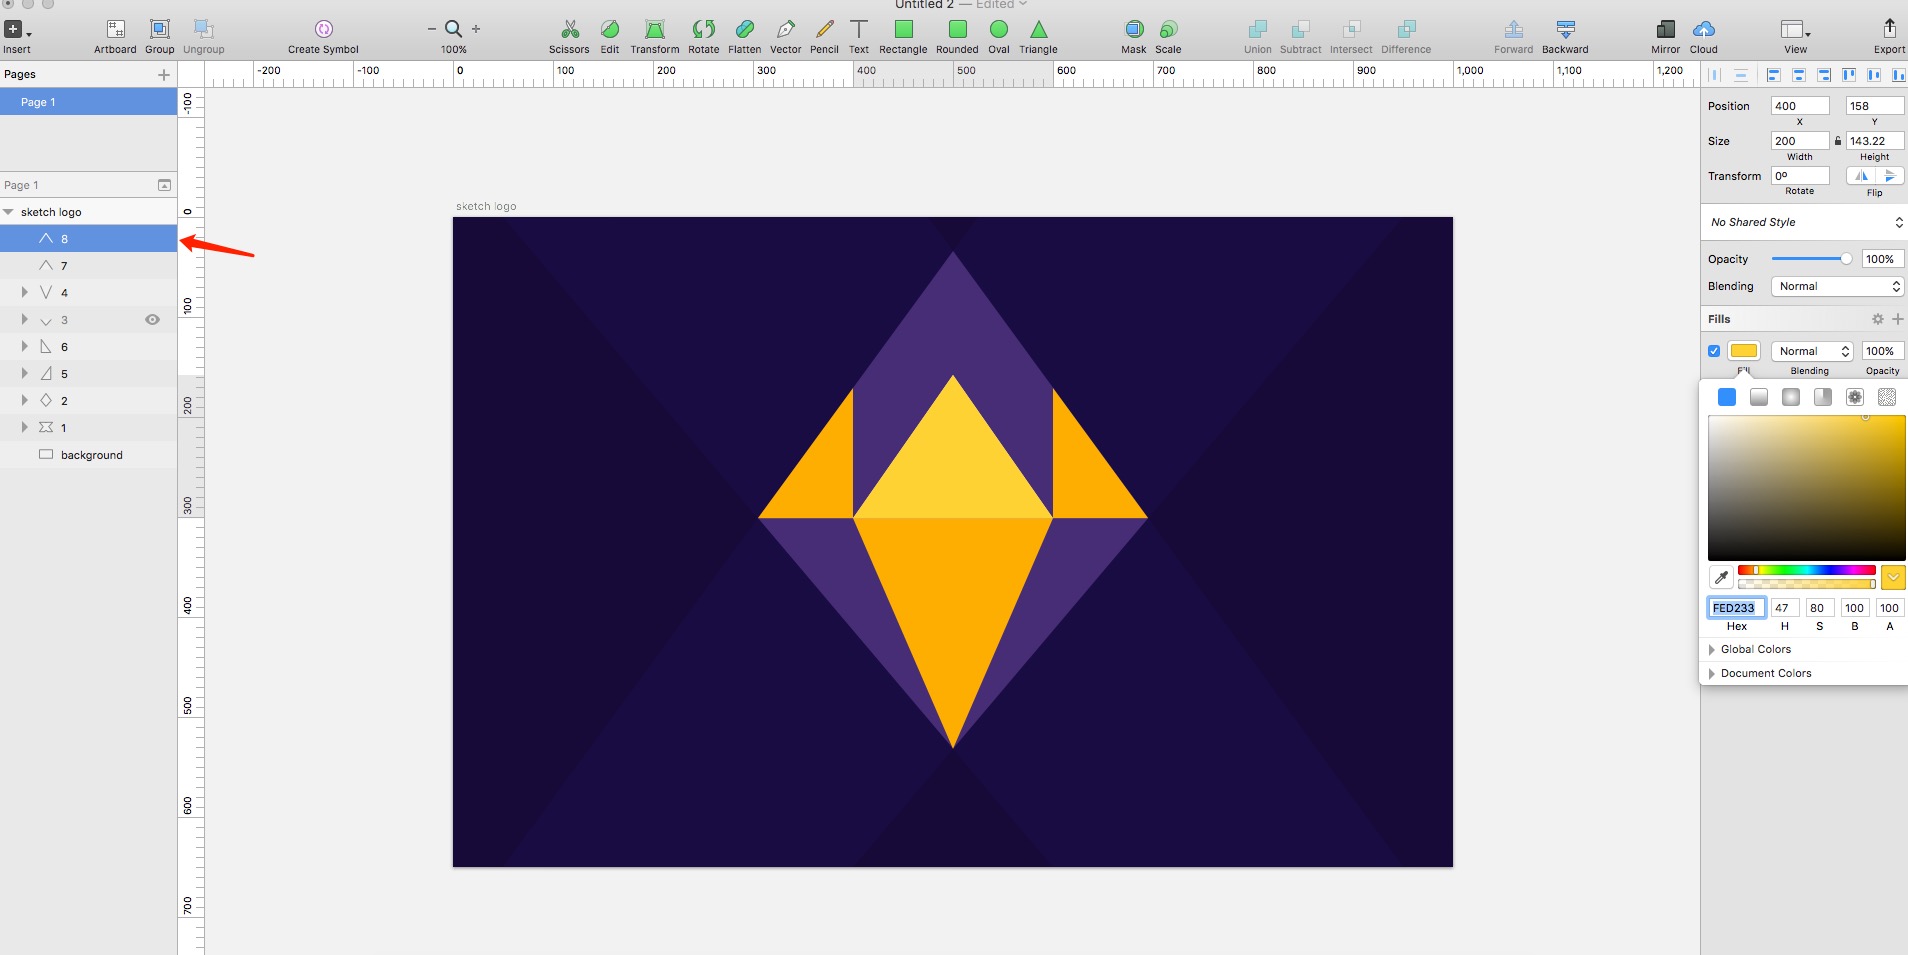 Untitled 2 — Edited
Insert
Artboard
Group
Ungroup
Create Symbol
100%
Scissors
Edit
Transform
Rotate
Flatten
Vector
Pencil
Text
Rectangle
Rounded
Oval
Triangle
Mask
Scale
Union
Subtract
Intersect
Difference
Forward
Backward
Mirror
Cloud
View
Export
Pages
Page 1
Page 1
sketch logo
8
7
4
3
6
5
2
1
background
-200 -100 0 100 200 300 400 500 600 700 800 900 1,000 1,100 1,200
-100
0
100
200
300
400
500
600
700
sketch logo
Position 400 158
X Y
Size 200 143.22
Width Height
Transform 0º
Rotate Flip
No Shared Style
Opacity 100%
Blending Normal
Fills
Normal 100%
Fill Blending Opacity
FED233 47 80 100 100
Hex H S B A
Global Colors
Document Colors